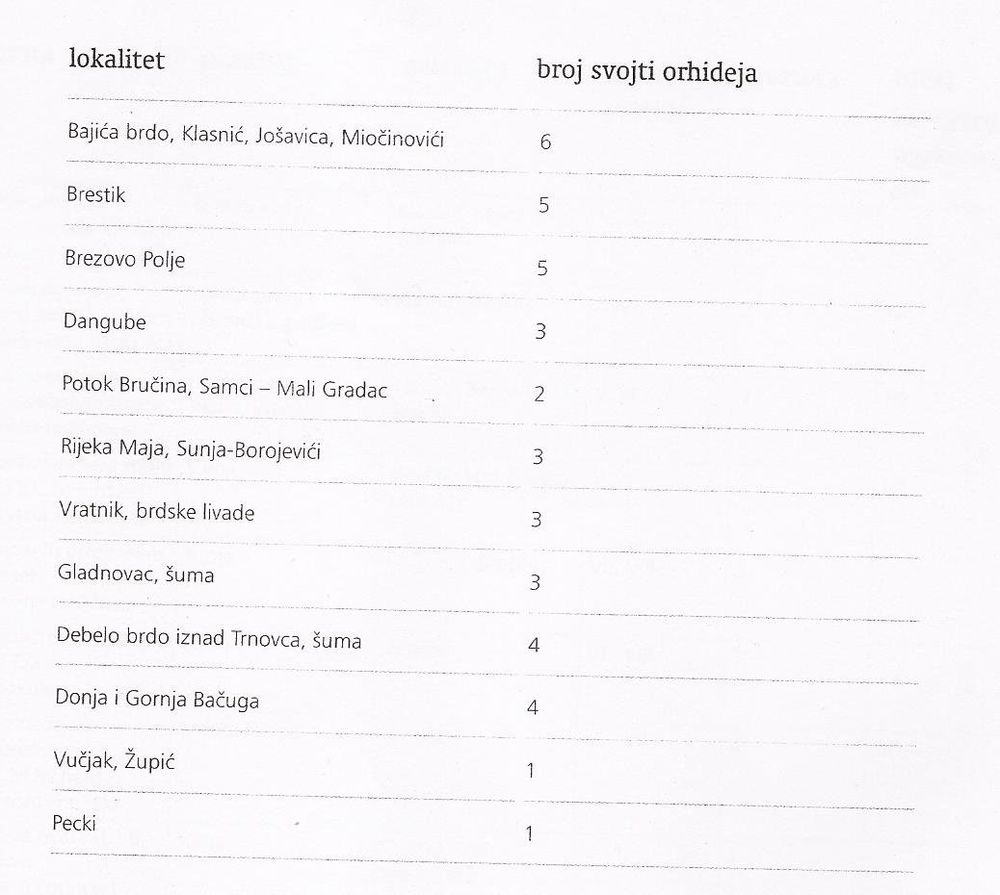 lokalitet broj svojti orhideja
Bajića brdo, Klasnić, Jošavica, Miočinovići 6
Brestik 5
Brezovo Polje 5
Dangube 3
Potok Bručina, Samci – Mali Gradac 2
Rijeka Maja, Sunja-Borojevići 3
Vratnik, brdske livade 3
Gladnovac, šuma 3
Debelo brdo iznad Trnovca, šuma 4
Donja i Gornja Bačuga 4
Vučjak, Župić 1
Pecki 1